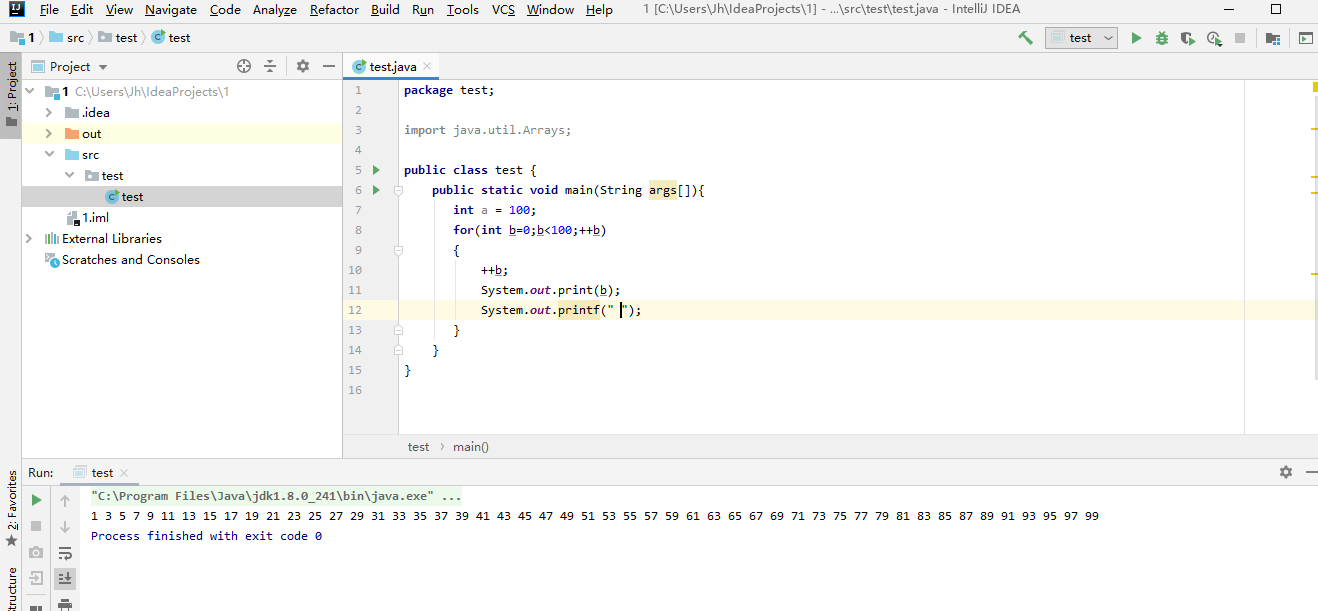 File Edit View Navigate Code Analyze Refactor Build Run Tools VCS Window Help 1 [C:\Users\Jh\IdeaProjects\1] - ...\src\test\test.java - IntelliJ IDEA
1 src test test test
1: Project
Project
test.java
1 C:\Users\Jh\IdeaProjects\1
.idea
out
src
test
test
1.iml
External Libraries
Scratches and Consoles
1 package test;
2
3 import java.util.Arrays;
4
5 public class test {
6 public static void main(String args[]){
7 int a = 100;
8 for(int b=0;b<100;++b)
9 {
10 ++b;
11 System.out.print(b);
12 System.out.printf(" ");
13 }
14 }
15 }
16
test main()
Run: test
2: Favorites
"C:\Program Files\Java\jdk1.8.0_241\bin\java.exe" ...
1 3 5 7 9 11 13 15 17 19 21 23 25 27 29 31 33 35 37 39 41 43 45 47 49 51 53 55 57 59 61 63 65 67 69 71 73 75 77 79 81 83 85 87 89 91 93 95 97 99
Process finished with exit code 0